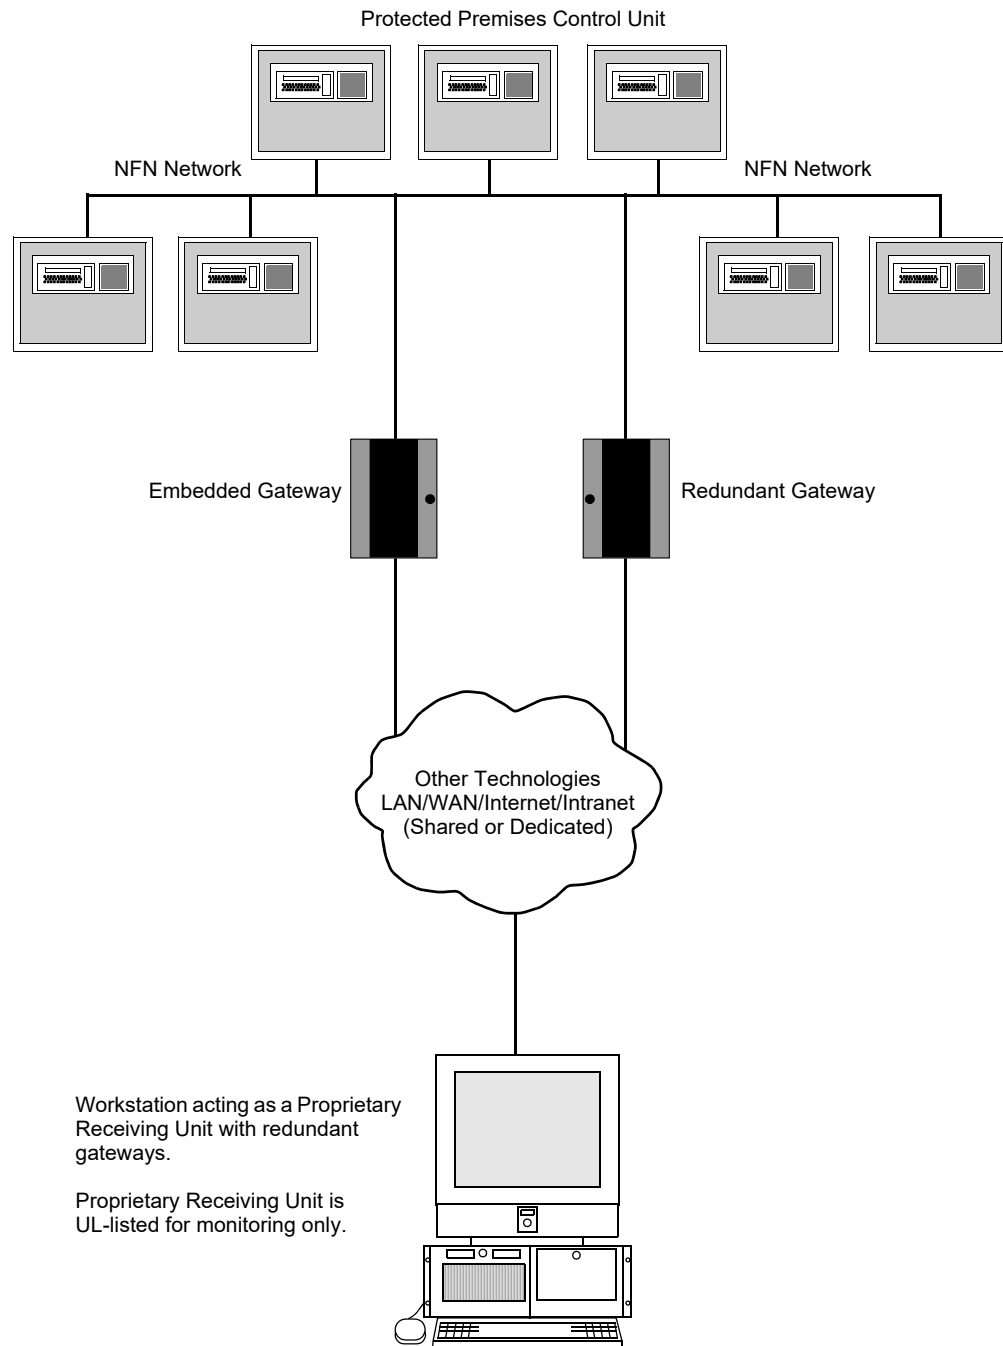 Protected Premises Control Unit
NFN Network
NFN Network
Embedded Gateway
Redundant Gateway
Other Technologies
LAN/WAN/Internet/Intranet
(Shared or Dedicated)
Workstation acting as a Proprietary
Receiving Unit with redundant
gateways.
Proprietary Receiving Unit is
UL-listed for monitoring only.